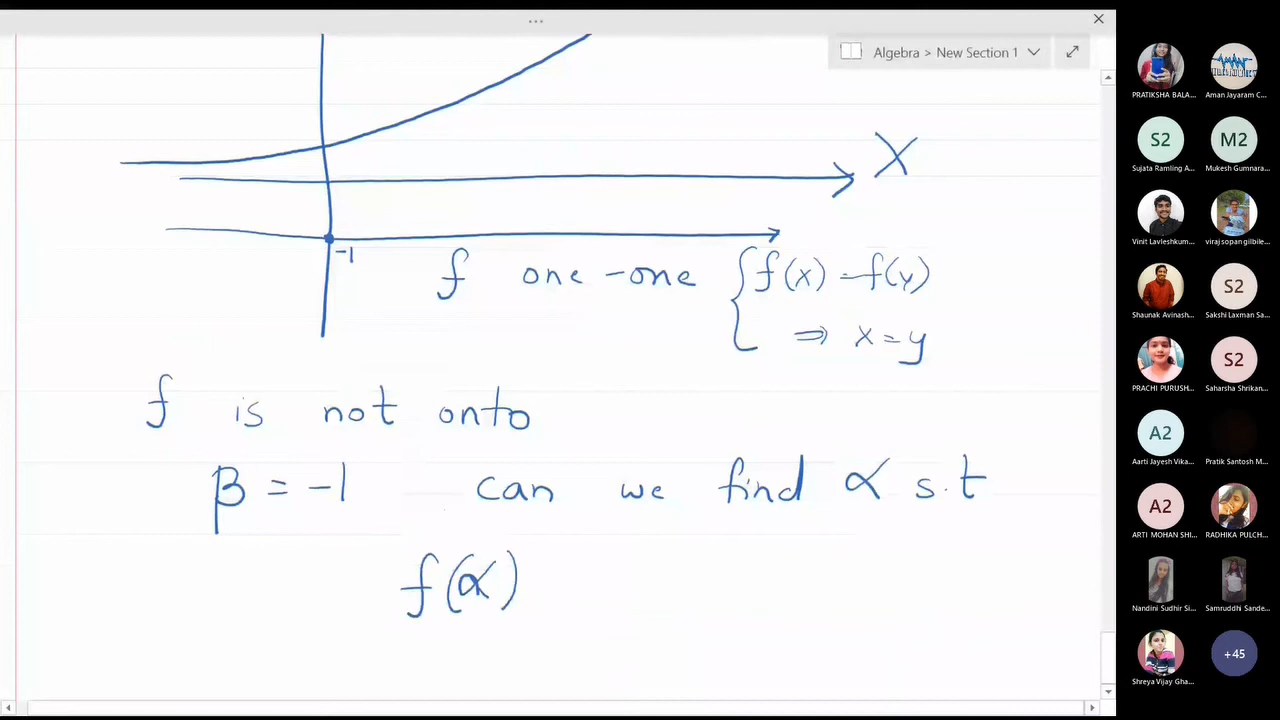 Algebra > New Section 1
X
-1
f one-one { f(x) = f(y)
⇒ x = y
f is not onto
β = -1 can we find α s.t
f(α)
PRATIKSHA BALA...
Aman Jayaram C...
S2
M2
Sujata Ramling A...
Mukesh Gumnara...
Vinit Lavleshkum...
viraj sopan gilbile...
S2
Shaunak Avinash...
Sakshi Laxman Sa...
S2
PRACHI PURUSH...
Saharsha Shrikan...
A2
Aarti Jayesh Vika...
Pratik Santosh M...
A2
ARTI MOHAN SHI...
RADHIKA PULCH...
Nandini Sudhir Si...
Samruddhi Sande...
+45
Shreya Vijay Gha...